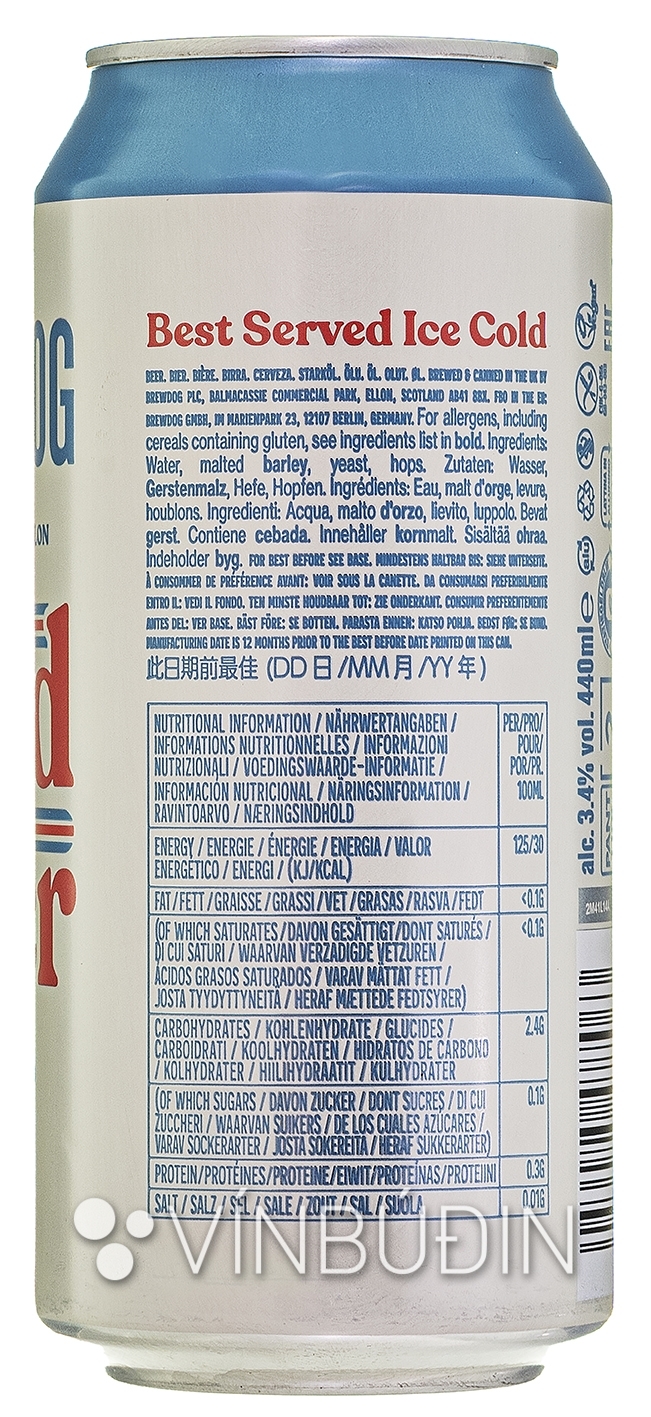 Best Served Ice Cold
BEER. BIER. BIÈRE. BIRRA. CERVEZA. STARKÖL. ÖLU. ÖL. OLUT. ØL. BREWED & CANNED IN THE UK BY
BREWDOG PLC, BALMACASSIE COMMERCIAL PARK, ELLON, SCOTLAND AB41 8BX. FBO IN THE EU:
BREWDOG GMBH, IM MARIENPARK 23, 12107 BERLIN, GERMANY. For allergens, including
cereals containing gluten, see ingredients list in bold. Ingredients:
Water, malted barley, yeast, hops. Zutaten: Wasser,
Gerstenmalz, Hefe, Hopfen. Ingrédients: Eau, malt d'orge, levure,
houblons. Ingredienti: Acqua, malto d'orzo, lievito, luppolo. Bevat
gerst. Contiene cebada. Innehåller kornmalt. Sisältää ohraa.
Indeholder byg. FOR BEST BEFORE SEE BASE. MINDESTENS HALTBAR BIS: SIEHE UNTERSEITE.
À CONSOMMER DE PRÉFÉRENCE AVANT: VOIR SOUS LA CANETTE. DA CONSUMARSI PREFERIBILMENTE
ENTRO IL: VEDI IL FONDO. TEN MINSTE HOUDBAAR TOT: ZIE ONDERKANT. CONSUMIR PREFERENTEMENTE
ANTES DEL: VER BASE. BÄST FÖRE: SE BOTTEN. PARASTA ENNEN: KATSO POHJA. BEDST FØR: SE BUND.
MANUFACTURING DATE IS 12 MONTHS PRIOR TO THE BEST BEFORE DATE PRINTED ON THIS CAN.
此日期前最佳 (DD 日/MM 月/YY 年)
NUTRITIONAL INFORMATION / NÄHRWERTANGABEN /
INFORMATIONS NUTRITIONNELLES / INFORMAZIONI
NUTRIZIONALI / VOEDINGSWAARDE-INFORMATIE /
INFORMACIÓN NUTRICIONAL / NÄRINGSINFORMATION /
RAVINTOARVO / NÆRINGSINDHOLD
PER/PRO/
POUR/
POR/PR.
100ML
ENERGY / ENERGIE / ÉNERGIE / ENERGIA / VALOR
ENERGÉTICO / ENERGI / (KJ/KCAL)
125/30
FAT/FETT/GRAISSE/GRASSI/VET/GRASAS/RASVA/FEDT
<0.1G
(OF WHICH SATURATES/DAVON GESÄTTIGT/DONT SATURÉS /
DI CUI SATURI / WAARVAN VERZADIGDE VETZUREN /
ÁCIDOS GRASOS SATURADOS / VARAV MÄTTAT FETT /
JOSTA TYYDYTTYNEITÄ / HERAF MÆTTEDE FEDTSYRER)
<0.1G
CARBOHYDRATES / KOHLENHYDRATE / GLUCIDES /
CARBOIDRATI / KOOLHYDRATEN / HIDRATOS DE CARBONO
/ KOLHYDRATER / HIILIHYDRAATIT / KULHYDRATER
2.4G
(OF WHICH SUGARS / DAVON ZUCKER / DONT SUCRES / DI CUI
ZUCCHERI / WAARVAN SUIKERS / DE LOS CUALES AZÚCARES /
VARAV SOCKERARTER / JOSTA SOKEREITA / HERAF SUKKERARTER)
0.1G
PROTEIN/PROTÉINES/PROTEINE/EIWIT/PROTEÍNAS/PROTEIINI
0.3G
SALT / SALZ / SEL / SALE / ZOUT / SAL / SUOLA
0.01G
alc. 3.4% vol. 440ml e
PANT
alu
VÍNBÚÐIN